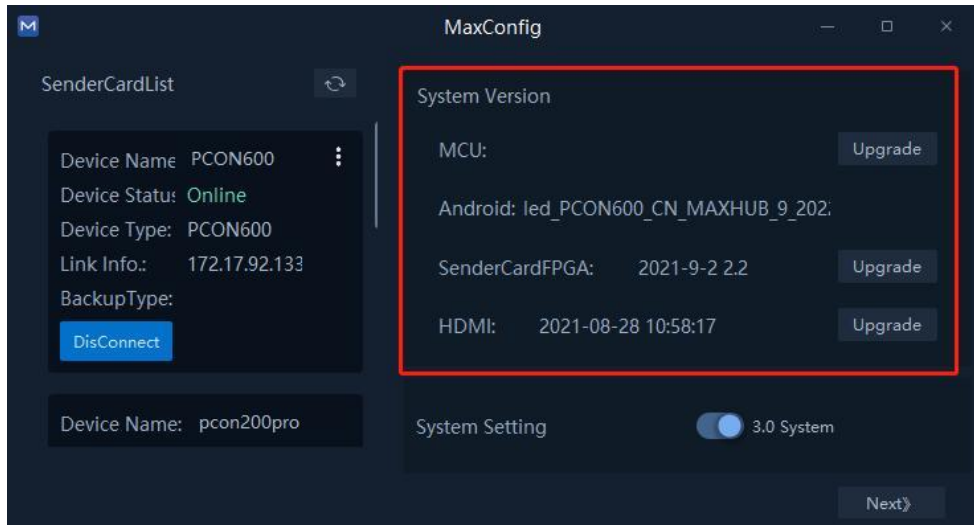 MaxConfig
SenderCardList
Device Name PCON600
Device Status Online
Device Type: PCON600
Link Info.: 172.17.92.133
BackupType:
DisConnect
Device Name: pcon200pro
System Version
MCU: Upgrade
Android: led_PCON600_CN_MAXHUB_9_202
SenderCardFPGA: 2021-9-2 2.2 Upgrade
HDMI: 2021-08-28 10:58:17 Upgrade
System Setting 3.0 System
Next》